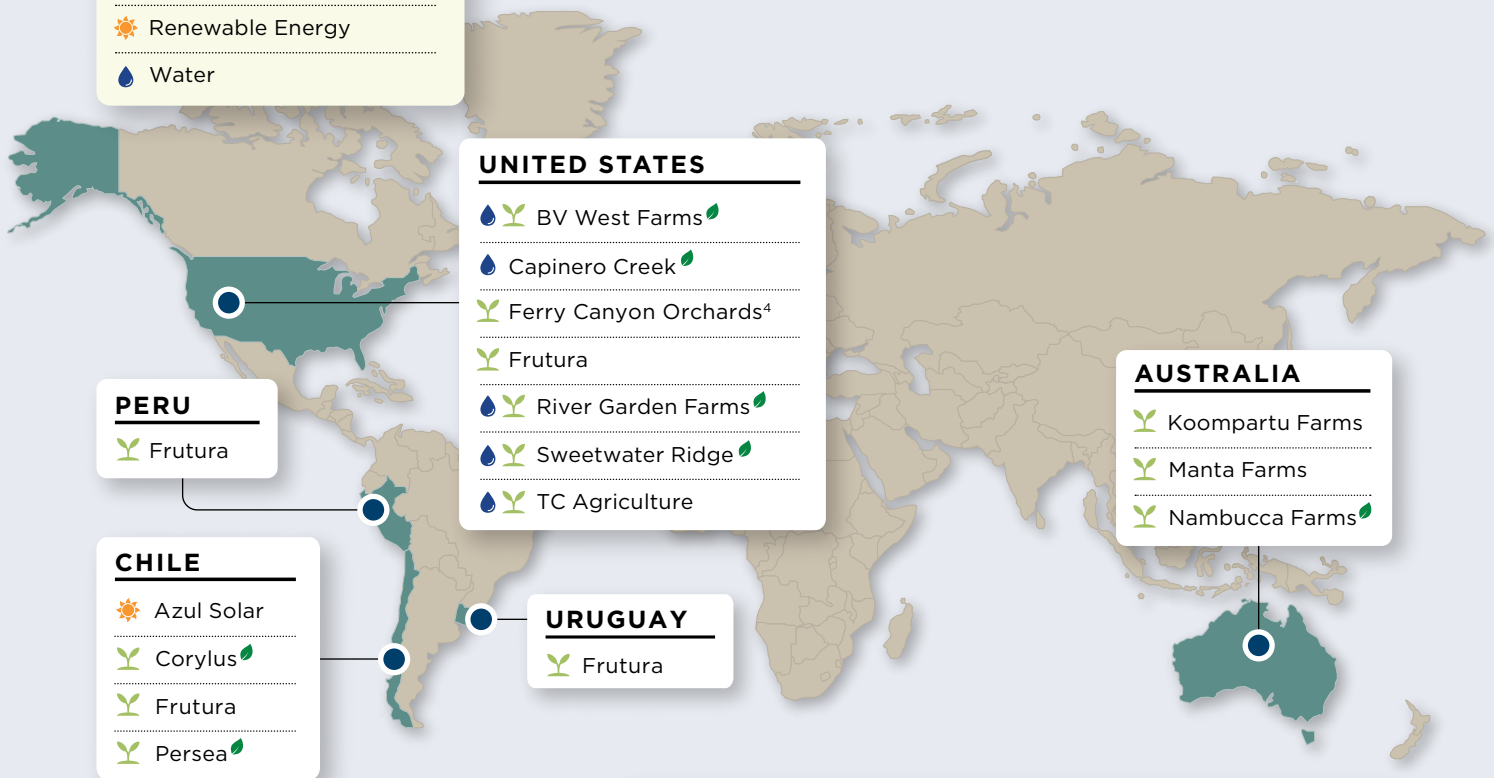 Renewable Energy
Water
UNITED STATES
BV West Farms
Capinero Creek
Ferry Canyon Orchards⁴
Frutura
River Garden Farms
Sweetwater Ridge
TC Agriculture
PERU
Frutura
CHILE
Azul Solar
Corylus
Frutura
Persea
URUGUAY
Frutura
AUSTRALIA
Koompartu Farms
Manta Farms
Nambucca Farms